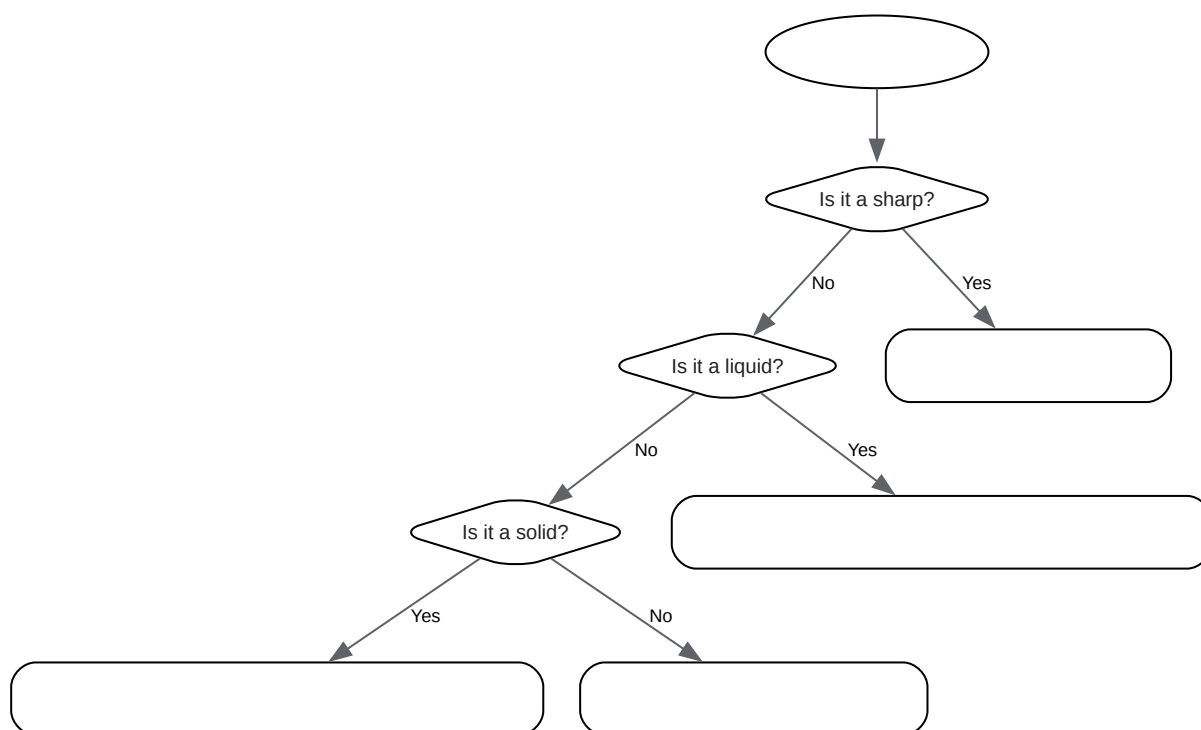 Is it a sharp?
No
Yes
Is it a liquid?
No
Yes
Is it a solid?
Yes
No